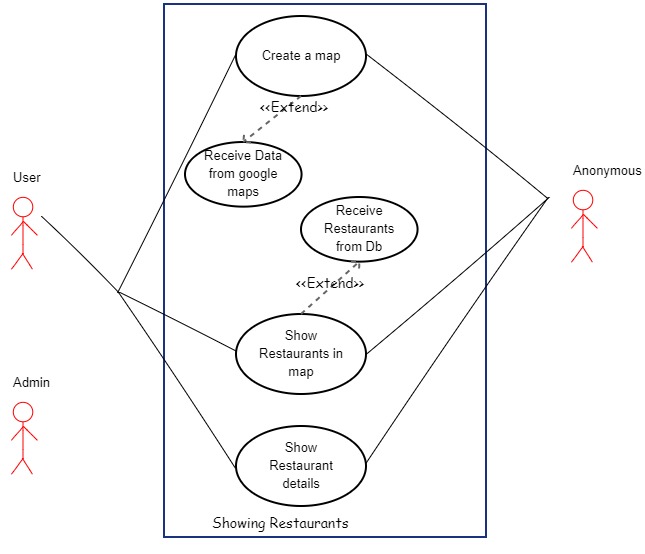 Create a map
<<Extend>>
Receive Data
from google
maps
User
Anonymous
Receive
Restaurants
from Db
<<Extend>>
Show
Restaurants in
map
Admin
Show
Restaurant
details
Showing Restaurants